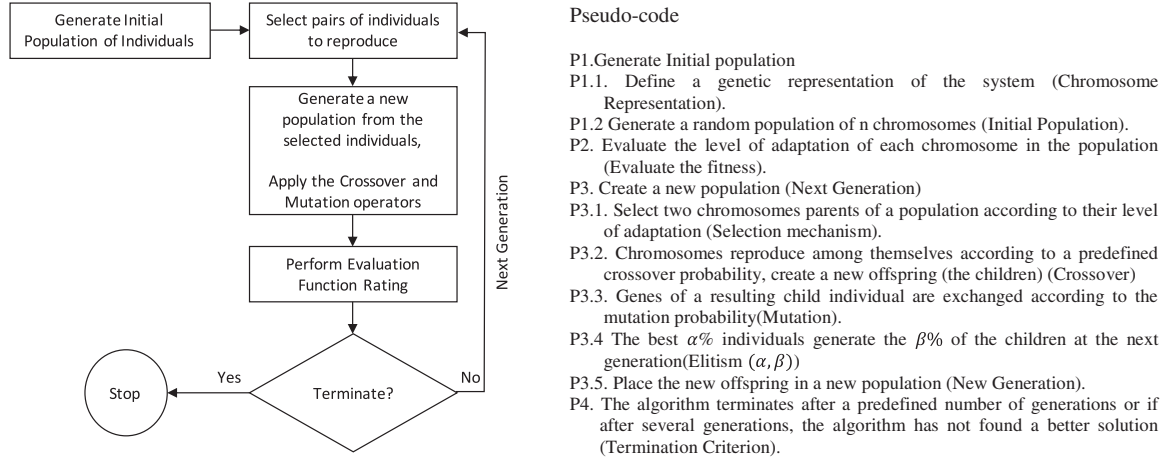 Generate Initial
Population of Individuals
Select pairs of individuals
to reproduce
Generate a new
population from the
selected individuals,
Apply the Crossover and
Mutation operators
Perform Evaluation
Function Rating
Terminate?
Yes
No
Stop
Next Generation
Pseudo-code
P1.Generate Initial population
P1.1. Define a genetic representation of the system (Chromosome
Representation).
P1.2 Generate a random population of n chromosomes (Initial Population).
P2. Evaluate the level of adaptation of each chromosome in the population
(Evaluate the fitness).
P3. Create a new population (Next Generation)
P3.1. Select two chromosomes parents of a population according to their level
of adaptation (Selection mechanism).
P3.2. Chromosomes reproduce among themselves according to a predefined
crossover probability, create a new offspring (the children) (Crossover)
P3.3. Genes of a resulting child individual are exchanged according to the
mutation probability(Mutation).
P3.4 The best α% individuals generate the β% of the children at the next
generation(Elitism (α,β))
P3.5. Place the new offspring in a new population (New Generation).
P4. The algorithm terminates after a predefined number of generations or if
after several generations, the algorithm has not found a better solution
(Termination Criterion).